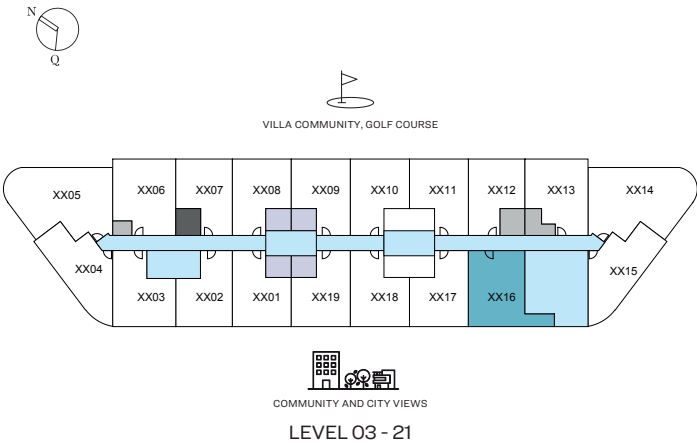 N
Q
VILLA COMMUNITY, GOLF COURSE
XX05
XX06
XX07
XX08
XX09
XX10
XX11
XX12
XX13
XX14
XX04
XX03
XX02
XX01
XX19
XX18
XX17
XX16
XX15
COMMUNITY AND CITY VIEWS
LEVEL 03 - 21